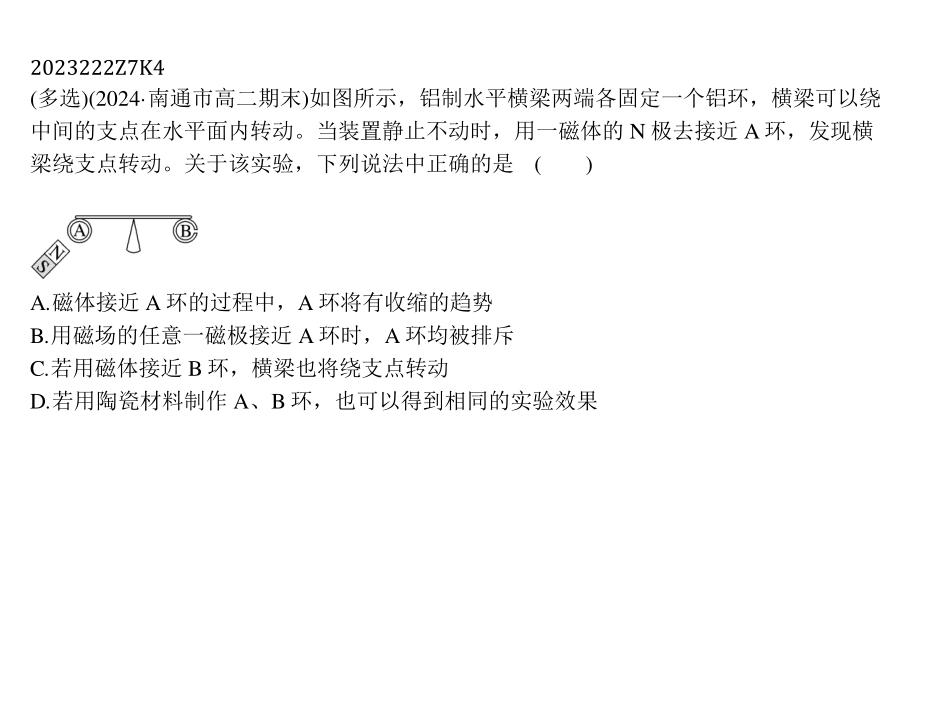 2023222Z7K4
(多选)(2024·南通市高二期末)如图所示，铝制水平横梁两端各固定一个铝环，横梁可以绕
中间的支点在水平面内转动。当装置静止不动时，用一磁体的 N 极去接近 A 环，发现横
梁绕支点转动。关于该实验，下列说法中正确的是 (  )
A B
N
S
A.磁体接近 A 环的过程中，A 环将有收缩的趋势
B.用磁场的任意一磁极接近 A 环时，A 环均被排斥
C.若用磁体接近 B 环，横梁也将绕支点转动
D.若用陶瓷材料制作 A、B 环，也可以得到相同的实验效果